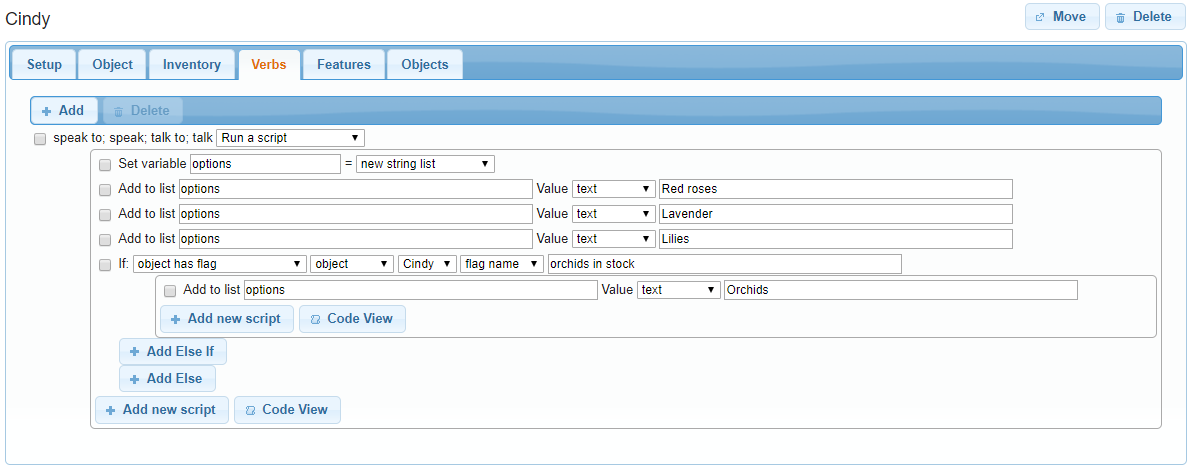 Cindy Move Delete
Setup Object Inventory Verbs Features Objects
Add Delete
speak to; speak; talk to; talk Run a script
Set variable options = new string list
Add to list options Value text Red roses
Add to list options Value text Lavender
Add to list options Value text Lilies
If: object has flag object Cindy flag name orchids in stock
Add to list options Value text Orchids
Add new script Code View
Add Else If
Add Else
Add new script Code View